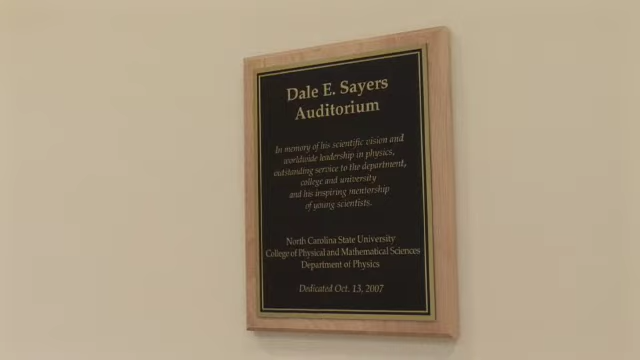 Dale E. Sayers
Auditorium
In memory of his scientific vision and
worldwide leadership in physics,
outstanding service to the department,
college and university
and his inspiring mentorship
of young scientists.
North Carolina State University
College of Physical and Mathematical Sciences
Department of Physics
Dedicated Oct. 13, 2007